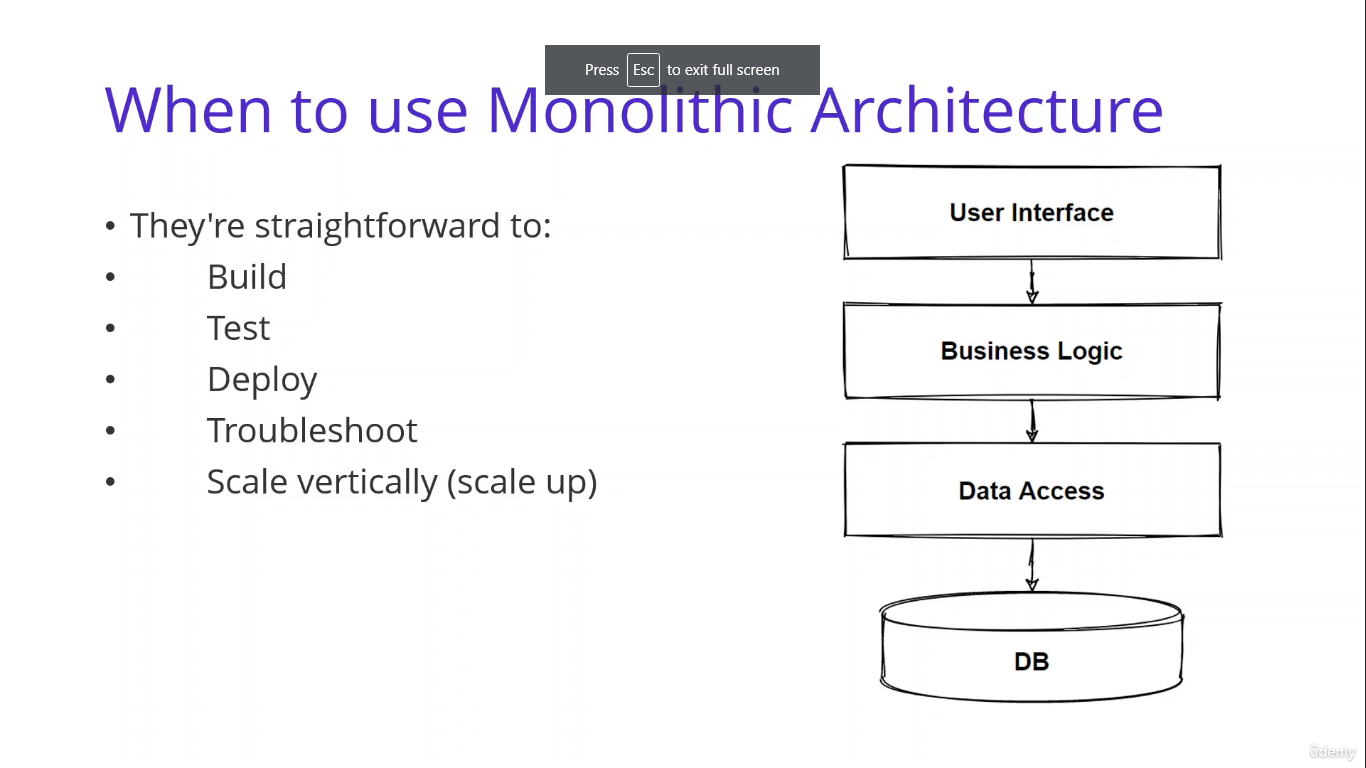 Press Esc to exit full screen
When to use Monolithic Architecture
• They're straightforward to:
• Build
• Test
• Deploy
• Troubleshoot
• Scale vertically (scale up)
User Interface
Business Logic
Data Access
DB
ûdemy